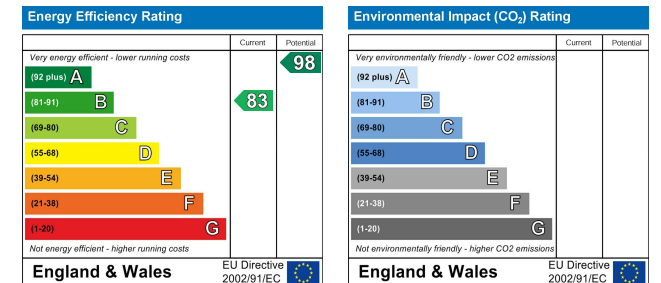 Energy Efficiency Rating
Current Potential
Very energy efficient - lower running costs
(92 plus) A
98
(81-91) B
83
(69-80) C
(55-68) D
(39-54) E
(21-38) F
(1-20) G
Not energy efficient - higher running costs
England & Wales
EU Directive
2002/91/EC
Environmental Impact (CO2) Rating
Current Potential
Very environmentally friendly - lower CO2 emissions
(92 plus) A
(81-91) B
(69-80) C
(55-68) D
(39-54) E
(21-38) F
(1-20) G
Not environmentally friendly - higher CO2 emissions
England & Wales
EU Directive
2002/91/EC